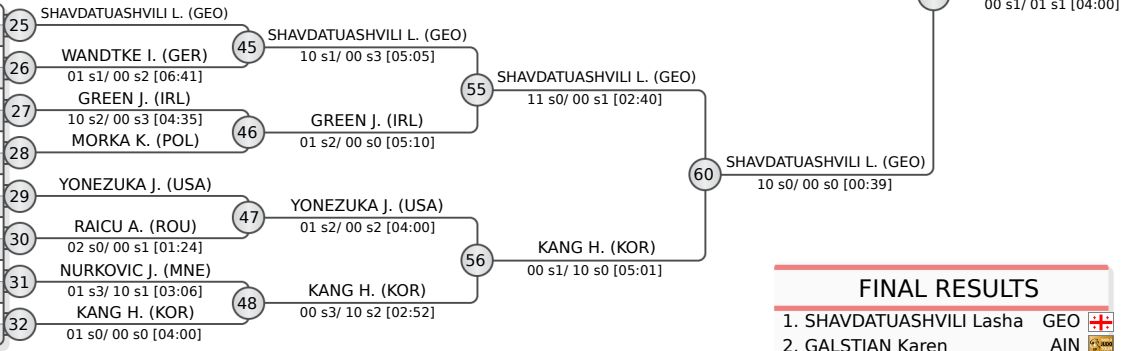 00 s1/ 01 s1 [04:00]
25
SHAVDATUASHVILI L. (GEO)
26
WANDTKE I. (GER)
01 s1/ 00 s2 [06:41]
27
GREEN J. (IRL)
10 s2/ 00 s3 [04:35]
28
MORKA K. (POL)
29
YONEZUKA J. (USA)
30
RAICU A. (ROU)
02 s0/ 00 s1 [01:24]
31
NURKOVIC J. (MNE)
01 s3/ 10 s1 [03:06]
32
KANG H. (KOR)
01 s0/ 00 s0 [04:00]
45
SHAVDATUASHVILI L. (GEO)
10 s1/ 00 s3 [05:05]
46
GREEN J. (IRL)
01 s2/ 00 s0 [05:10]
47
YONEZUKA J. (USA)
01 s2/ 00 s2 [04:00]
48
KANG H. (KOR)
00 s3/ 10 s2 [02:52]
55
SHAVDATUASHVILI L. (GEO)
11 s0/ 00 s1 [02:40]
56
KANG H. (KOR)
00 s1/ 10 s0 [05:01]
60
SHAVDATUASHVILI L. (GEO)
10 s0/ 00 s0 [00:39]
FINAL RESULTS
1. SHAVDATUASHVILI Lasha GEO
2. GALSTIAN Karen AIN